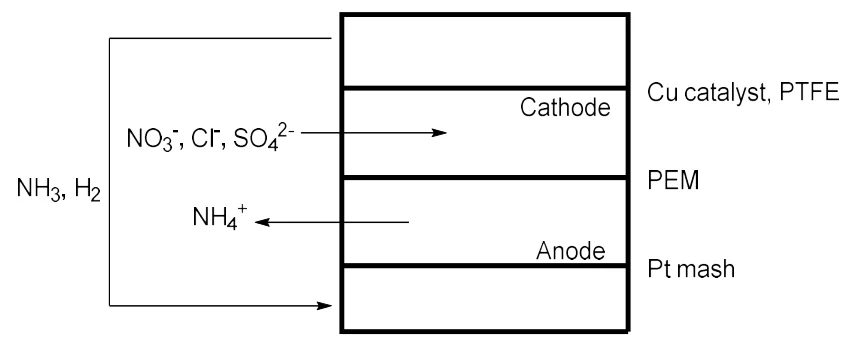 Cu catalyst, PTFE
Cathode
NO₃⁻, Cl⁻, SO₄²⁻
NH₃, H₂
PEM
NH₄⁺
Anode
Pt mash